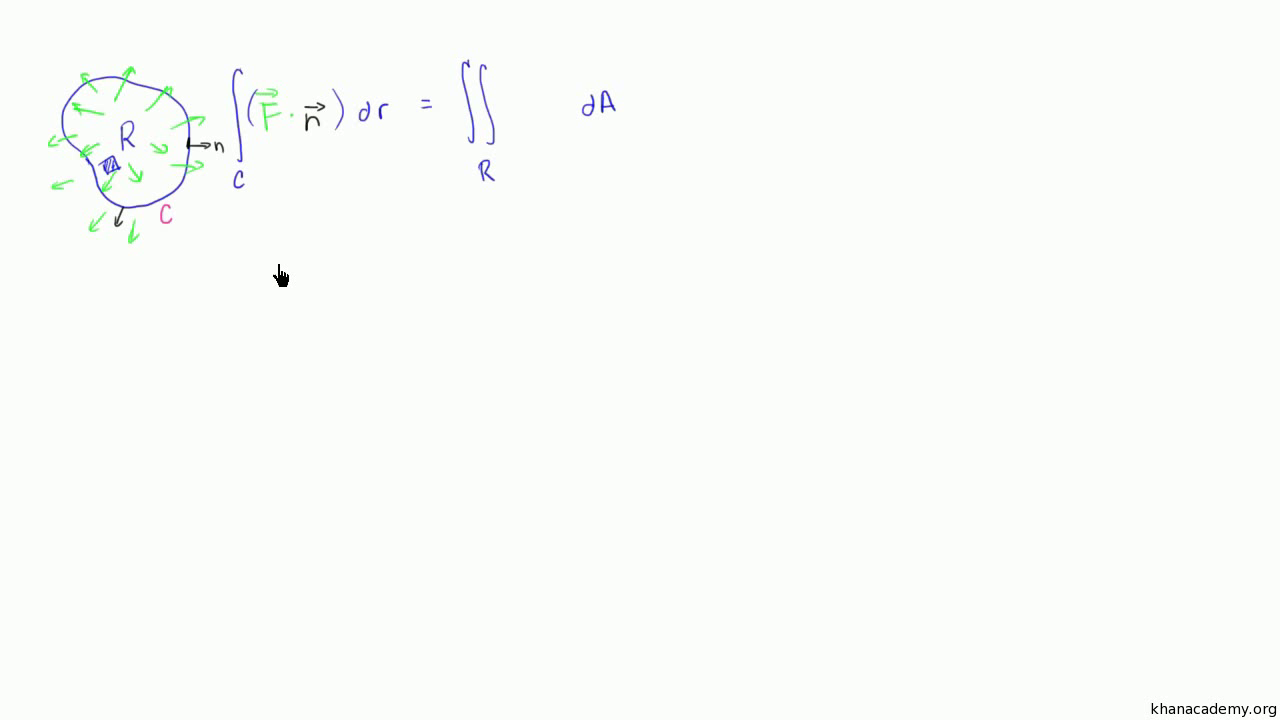 R
n
C
∫ (F⃗ · n⃗) dr = ∬ dA
C R
khanacademy.org